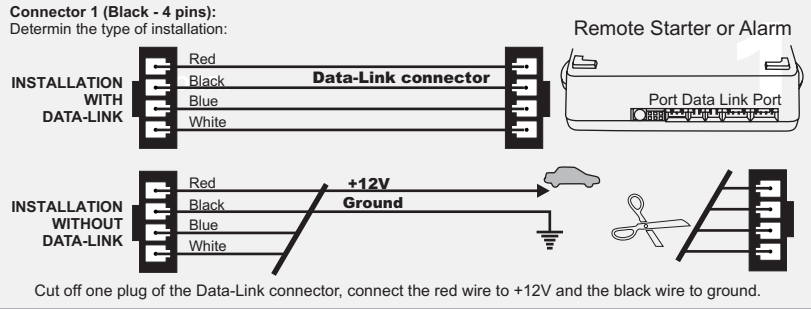 Connector 1 (Black - 4 pins):
Determin the type of installation:
Remote Starter or Alarm
1
Port Data Link Port
INSTALLATION
WITH
DATA-LINK
Red
Black
Blue
White
Data-Link connector
INSTALLATION
WITHOUT
DATA-LINK
Red
Black
Blue
White
+12V
Ground
Cut off one plug of the Data-Link connector, connect the red wire to +12V and the black wire to ground.